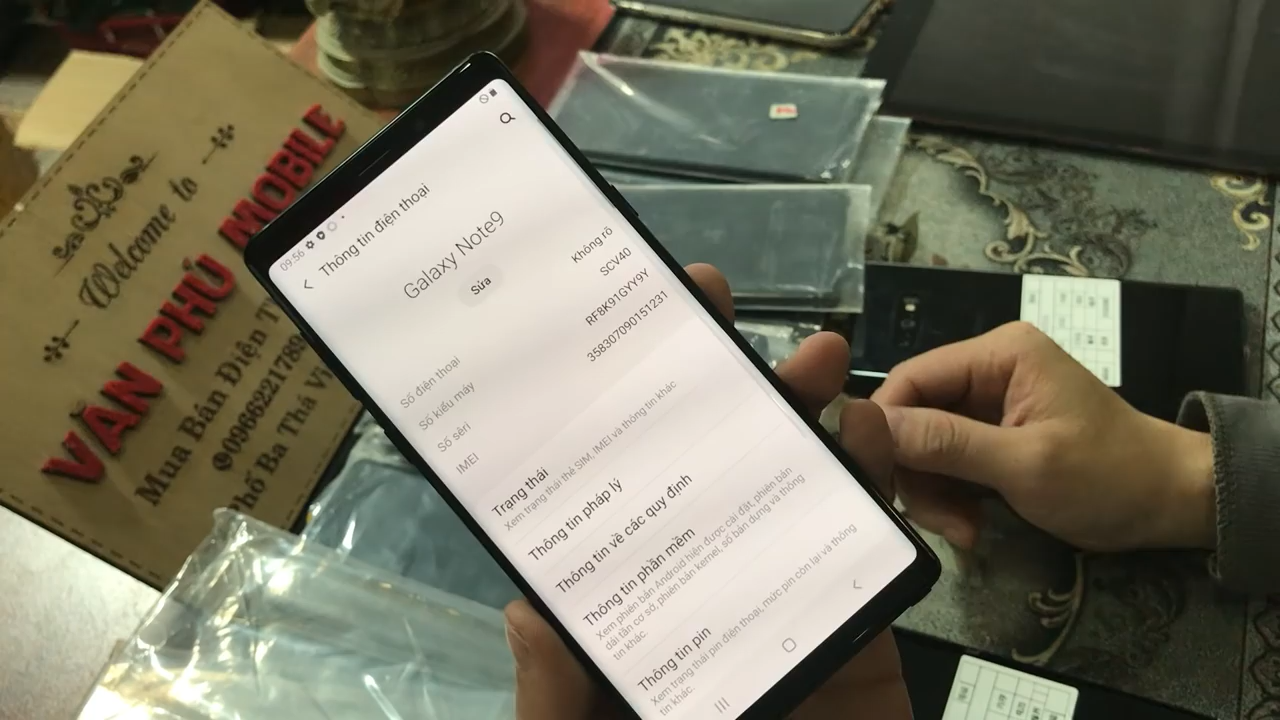 Welcome to
VĂN PHÚ MOBILE
Mua Bán Điện T
Phố Ba Thá Vi
09.56
Thông tin điện thoại
Galaxy Note9
Sửa
Số điện thoại Không rõ
Số kiểu máy SCV40
Số sêri RF8K91GYY9Y
IMEI 358307090151231
Trạng thái
Xem trạng thái thẻ SIM, IMEI và thông tin khác
Thông tin pháp lý
Thông tin về các quy định
Thông tin phần mềm
Xem phiên bản Android hiện được cài đặt, phiên bản
dải tần cơ sở, phiên bản kernel, số bản dựng và thông
tin khác.
Thông tin pin
Xem trạng thái pin điện thoại, mức pin còn lại và thông
tin khác.